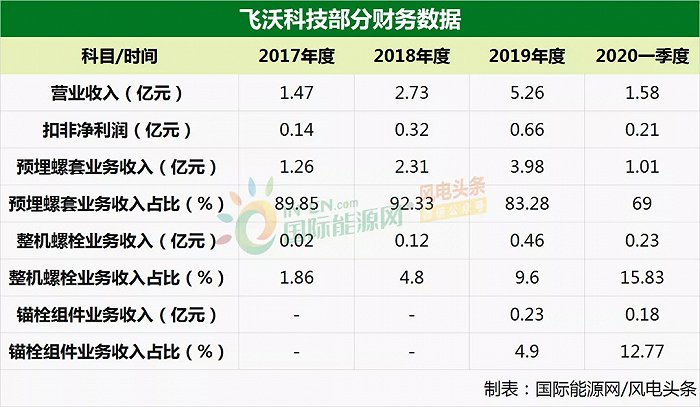 飞沃科技部分财务数据
科目/时间 2017年度 2018年度 2019年度 2020一季度
营业收入（亿元） 1.47 2.73 5.26 1.58
扣非净利润（亿元） 0.14 0.32 0.66 0.21
预埋螺套业务收入（亿元） 1.26 2.31 3.98 1.01
预埋螺套业务收入占比（%） 89.85 92.33 83.28 69
整机螺栓业务收入（亿元） 0.02 0.12 0.46 0.23
整机螺栓业务收入占比（%） 1.86 4.8 9.6 15.83
锚栓组件业务收入（亿元） - - 0.23 0.18
锚栓组件业务收入占比（%） - - 4.9 12.77
制表：国际能源网/风电头条
IN-EN.com
国际能源网
风电头条